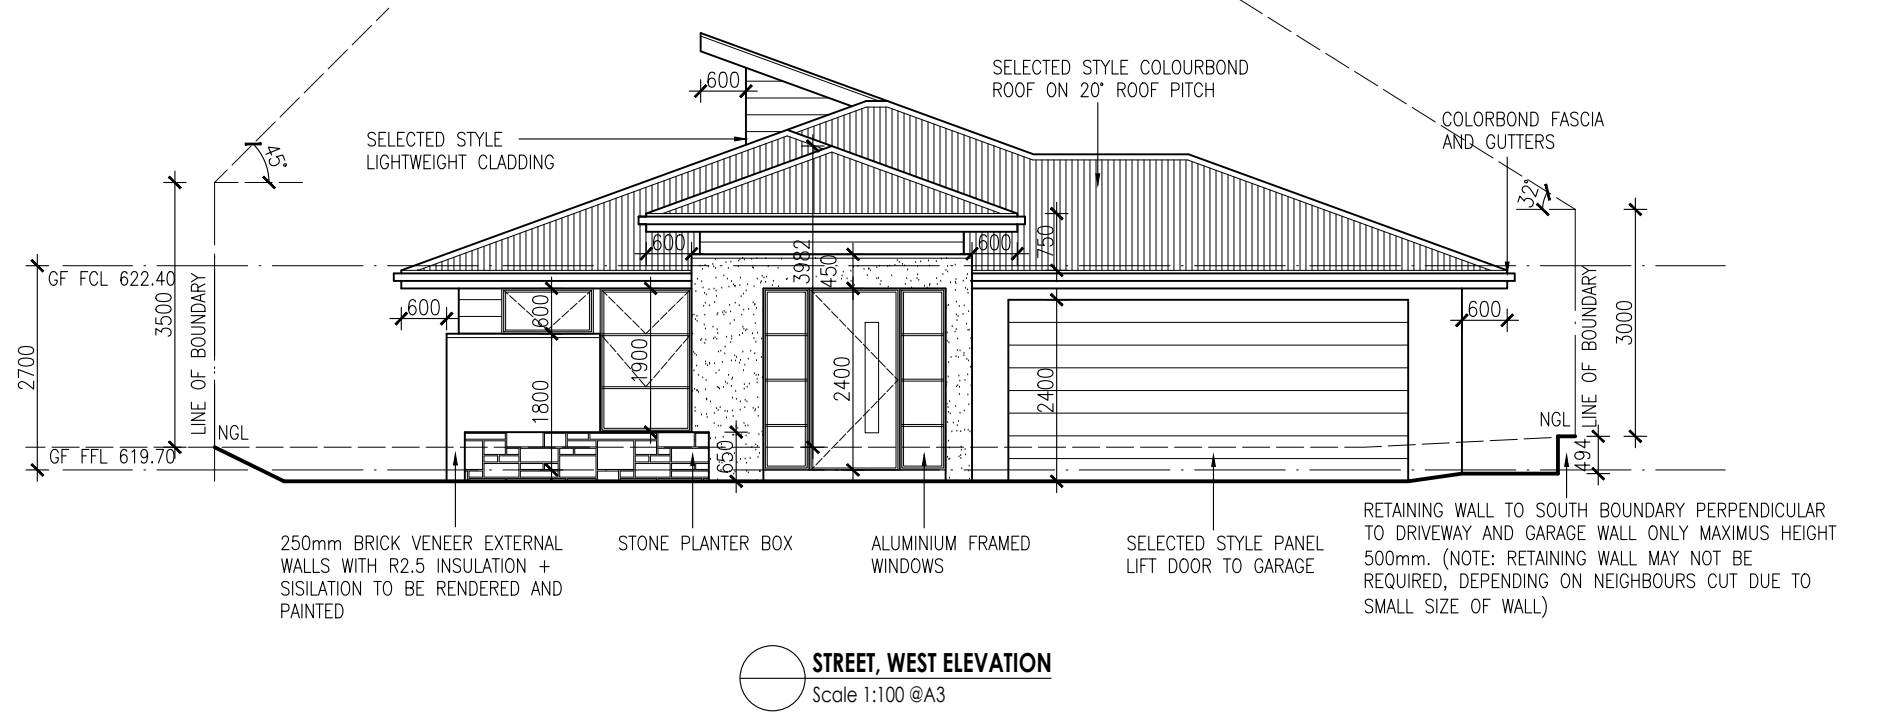 600
SELECTED STYLE COLOURBOND
ROOF ON 20° ROOF PITCH
COLORBOND FASCIA
AND GUTTERS
SELECTED STYLE
LIGHTWEIGHT CLADDING
45°
32°
600
600
750
3982
450
GF FCL 622.40
3500
LINE OF BOUNDARY
600
600
1900
2400
2400
600
3000
LINE OF BOUNDARY
2700
1800
NGL
NGL
GF FFL 619.70
650
494
250mm BRICK VENEER EXTERNAL
WALLS WITH R2.5 INSULATION +
SISILATION TO BE RENDERED AND
PAINTED
STONE PLANTER BOX
ALUMINIUM FRAMED
WINDOWS
SELECTED STYLE PANEL
LIFT DOOR TO GARAGE
RETAINING WALL TO SOUTH BOUNDARY PERPENDICULAR
TO DRIVEWAY AND GARAGE WALL ONLY MAXIMUS HEIGHT
500mm. (NOTE: RETAINING WALL MAY NOT BE
REQUIRED, DEPENDING ON NEIGHBOURS CUT DUE TO
SMALL SIZE OF WALL)
STREET, WEST ELEVATION
Scale 1:100 @A3